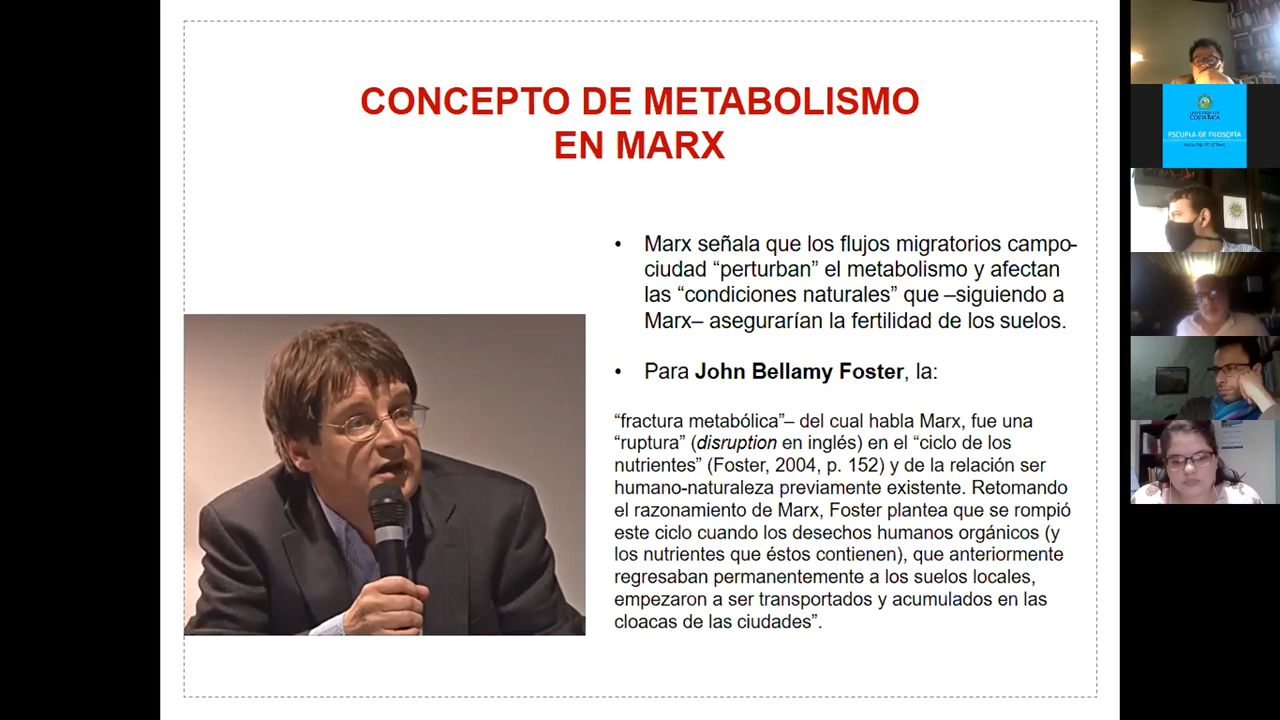 CONCEPTO DE METABOLISMO
EN MARX
• Marx señala que los flujos migratorios campo-
ciudad “perturban” el metabolismo y afectan
las “condiciones naturales” que –siguiendo a
Marx– asegurarían la fertilidad de los suelos.
• Para John Bellamy Foster, la:
“fractura metabólica”– del cual habla Marx, fue una
“ruptura” (disruption en inglés) en el “ciclo de los
nutrientes” (Foster, 2004, p. 152) y de la relación ser
humano-naturaleza previamente existente. Retomando
el razonamiento de Marx, Foster plantea que se rompió
este ciclo cuando los desechos humanos orgánicos (y
los nutrientes que éstos contienen), que anteriormente
regresaban permanentemente a los suelos locales,
empezaron a ser transportados y acumulados en las
cloacas de las ciudades”.
UNIVERSIDAD DE
COSTA RICA
ESCUELA DE FILOSOFÍA